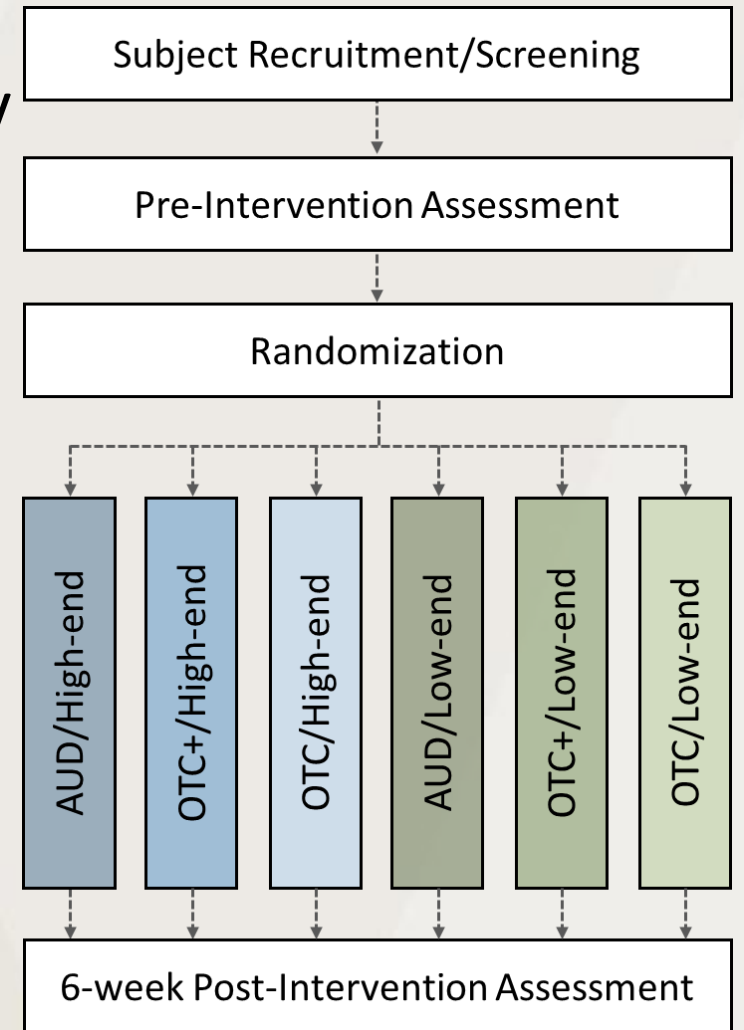 Subject Recruitment/Screening
Pre-Intervention Assessment
Randomization
AUD/High-end
OTC+/High-end
OTC/High-end
AUD/Low-end
OTC+/Low-end
OTC/Low-end
6-week Post-Intervention Assessment